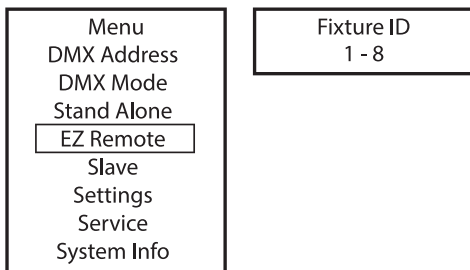 Menu
DMX Address
DMX Mode
Stand Alone
EZ Remote
Slave
Settings
Service
System Info
Fixture ID
1 - 8